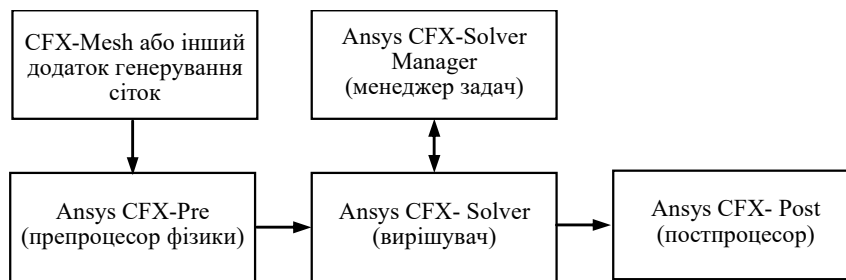 CFX-Mesh або інший
додаток генерування
сіток
Ansys CFX-Solver
Manager
(менеджер задач)
Ansys CFX-Pre
(препроцесор фізики)
Ansys CFX- Solver
(вирішувач)
Ansys CFX- Post
(постпроцесор)